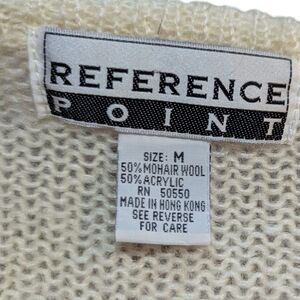 REFERENCE
POINT
SIZE: M
50% MOHAIR WOOL
50% ACRYLIC
RN 50550
MADE IN HONG KONG
SEE REVERSE
FOR CARE